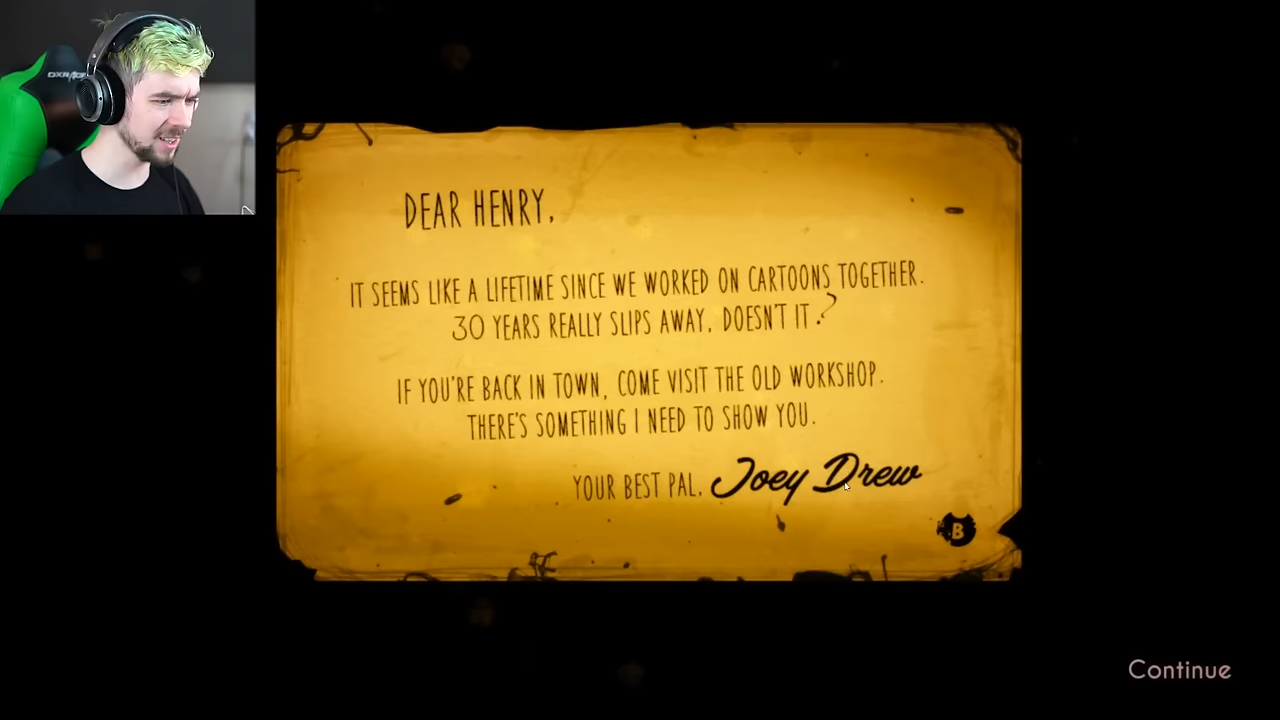 DXRACER
DEAR HENRY,
IT SEEMS LIKE A LIFETIME SINCE WE WORKED ON CARTOONS TOGETHER.
30 YEARS REALLY SLIPS AWAY, DOESN'T IT?
IF YOU'RE BACK IN TOWN, COME VISIT THE OLD WORKSHOP.
THERE'S SOMETHING I NEED TO SHOW YOU.
YOUR BEST PAL, Joey Drew
B
Continue